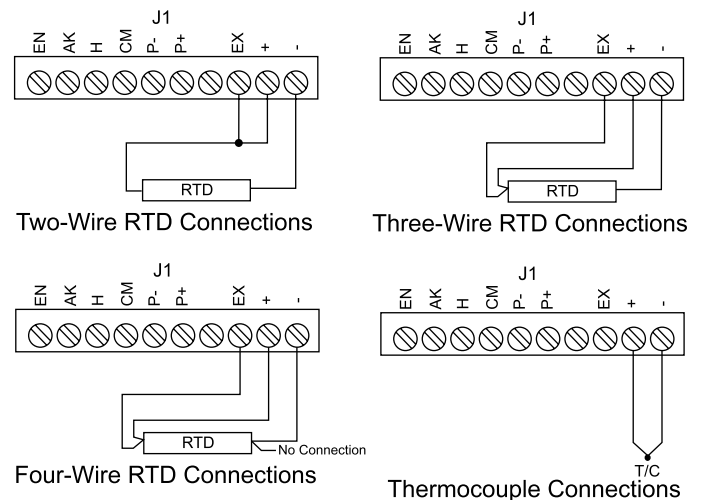 J1
EN AK H CM P- P+ EX + -
RTD
Two-Wire RTD Connections
J1
EN AK H CM P- P+ EX + -
RTD
Three-Wire RTD Connections
J1
EN AK H CM P- P+ EX + -
RTD
No Connection
Four-Wire RTD Connections
J1
EN AK H CM P- P+ EX + -
T/C
Thermocouple Connections